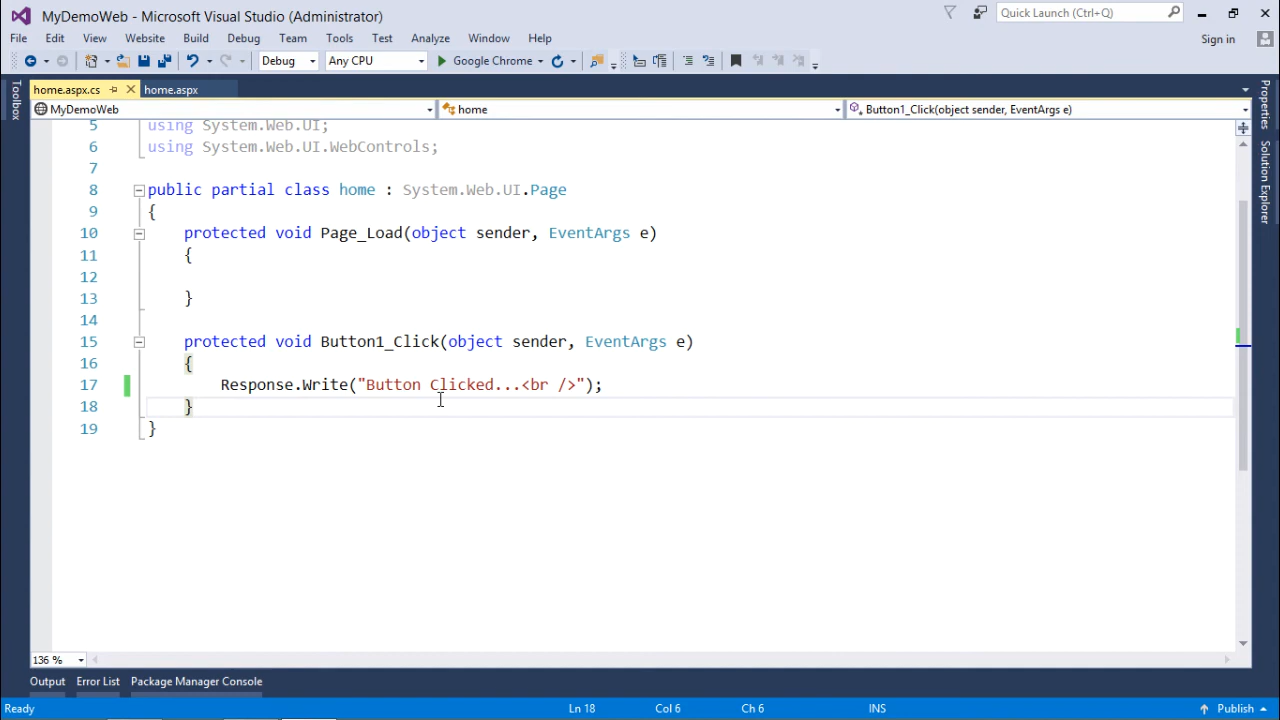 MyDemoWeb - Microsoft Visual Studio (Administrator)
Quick Launch (Ctrl+Q)
File Edit View Website Build Debug Team Tools Test Analyze Window Help
Sign in
Debug Any CPU Google Chrome
home.aspx.cs home.aspx
MyDemoWeb home Button1_Click(object sender, EventArgs e)
Toolbox
Properties
Solution Explorer
5 using System.Web.UI;
6 using System.Web.UI.WebControls;
7
8 public partial class home : System.Web.UI.Page
9 {
10 protected void Page_Load(object sender, EventArgs e)
11 {
12
13 }
14
15 protected void Button1_Click(object sender, EventArgs e)
16 {
17 Response.Write("Button Clicked...<br />");
18 }
19 }
136 %
Output Error List Package Manager Console
Ready Ln 18 Col 6 Ch 6 INS Publish